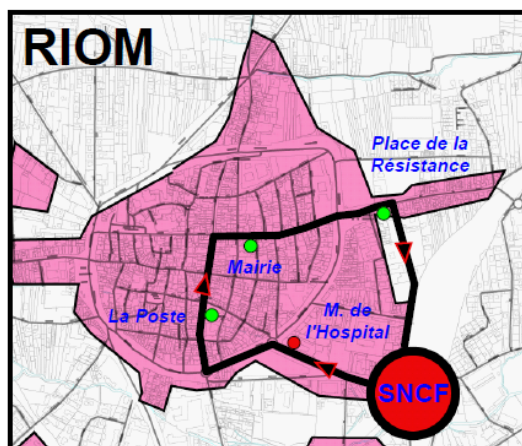 RIOM
Place de la
Résistance
Mairie
La Poste
M. de
l'Hospital
SNCF